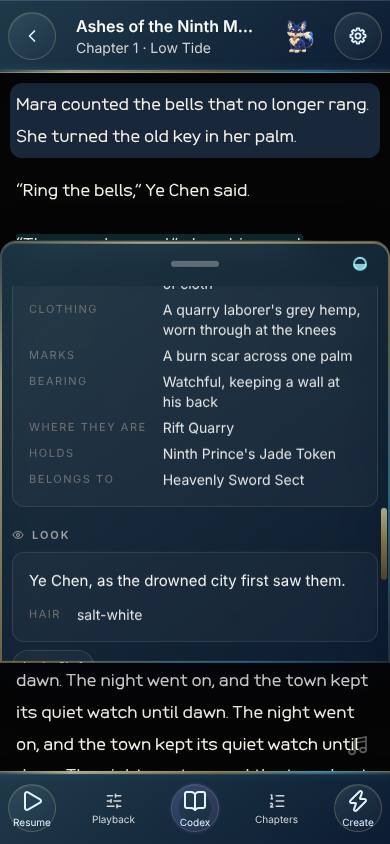 Ashes of the Ninth M...
Chapter 1 · Low Tide
Mara counted the bells that no longer rang.
She turned the old key in her palm.
“Ring the bells,” Ye Chen said.
of cloth
CLOTHING
A quarry laborer's grey hemp,
worn through at the knees
MARKS
A burn scar across one palm
BEARING
Watchful, keeping a wall at
his back
WHERE THEY ARE
Rift Quarry
HOLDS
Ninth Prince's Jade Token
BELONGS TO
Heavenly Sword Sect
LOOK
Ye Chen, as the drowned city first saw them.
HAIR
salt-white
dawn. The night went on, and the town kept
its quiet watch until dawn. The night went
on, and the town kept its quiet watch until
Resume
Playback
Codex
Chapters
Create